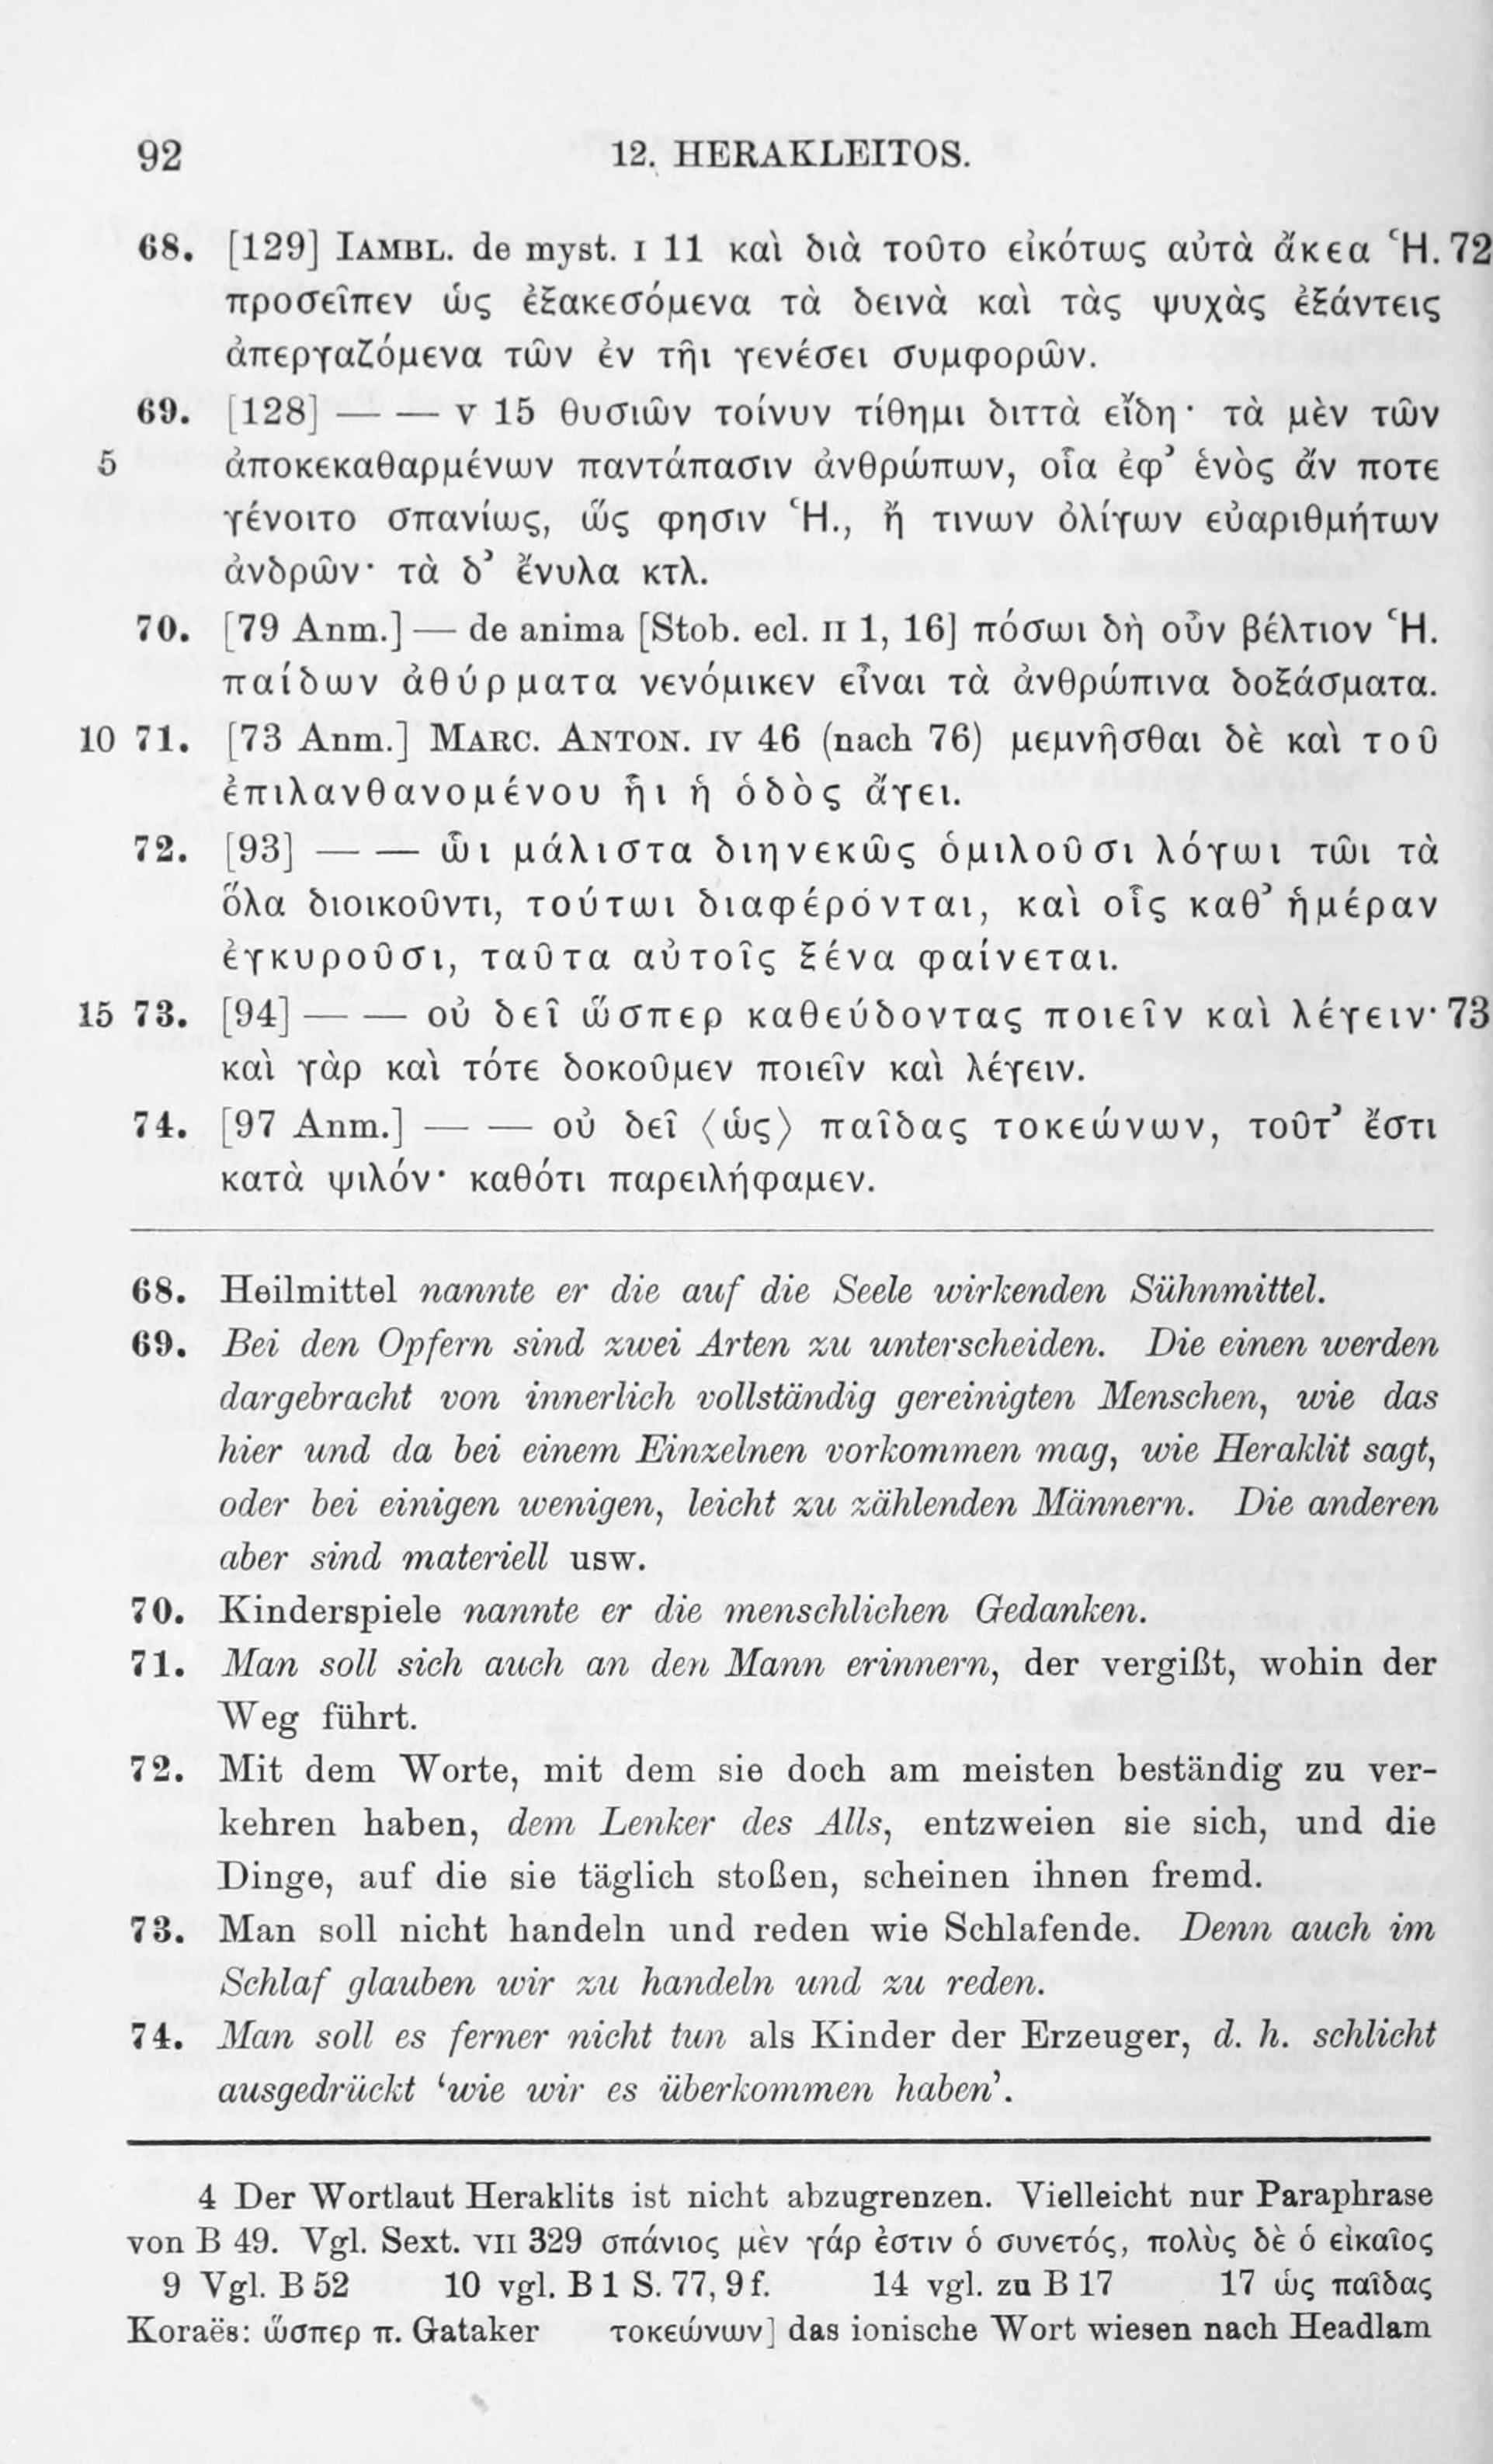 92 12. HERAKLEITOS.
68. [129] IAMBL. de myst. I 11 καὶ διὰ τοῦτο εἰκότως αὐτὰ ἄκεα Ἡ. 72
προσεῖπεν ὡς ἐξακεσόμενα τὰ δεινὰ καὶ τὰς ψυχὰς ἐξάντεις
ἀπεργαζόμενα τῶν ἐν τῆι γενέσει συμφορῶν.
69. [128] — — V 15 θυσιῶν τοίνυν τίθημι διττὰ εἴδη· τὰ μὲν τῶν
5 ἀποκεκαθαρμένων παντάπασιν ἀνθρώπων, οἷα ἐφ’ ἑνὸς ἄν ποτε
γένοιτο σπανίως, ὥς φησιν Ἡ., ἤ τινων ὀλίγων εὐαριθμήτων
ἀνδρῶν· τὰ δ’ ἔνυλα κτλ.
70. [79 Anm.] — de anima [Stob. ecl. II 1, 16] πόσωι δὴ οὖν βέλτιον Ἡ.
παίδων ἀθύρματα νενόμικεν εἶναι τὰ ἀνθρώπινα δοξάσματα.
10 71. [73 Anm.] MARC. ANTON. IV 46 (nach 76) μεμνῆσθαι δὲ καὶ τοῦ
ἐπιλανθανομένου ἧι ἡ ὁδὸς ἄγει.
72. [93] — — ὧι μάλιστα διηνεκῶς ὁμιλοῦσι λόγωι τῶι τὰ
ὅλα διοικοῦντι, τούτωι διαφέρονται, καὶ οἷς καθ’ ἡμέραν
ἐγκυροῦσι, ταῦτα αὐτοῖς ξένα φαίνεται.
15 73. [94] — — οὐ δεῖ ὥσπερ καθεύδοντας ποιεῖν καὶ λέγειν· 73
καὶ γὰρ καὶ τότε δοκοῦμεν ποιεῖν καὶ λέγειν.
74. [97 Anm.] — — οὐ δεῖ ⟨ὡς⟩ παῖδας τοκεώνων, τοῦτ’ ἔστι
κατὰ ψιλόν· καθότι παρειλήφαμεν.
68. Heilmittel nannte er die auf die Seele wirkenden Sühnmittel.
69. Bei den Opfern sind zwei Arten zu unterscheiden. Die einen werden
dargebracht von innerlich vollständig gereinigten Menschen, wie das
hier und da bei einem Einzelnen vorkommen mag, wie Heraklit sagt,
oder bei einigen wenigen, leicht zu zählenden Männern. Die anderen
aber sind materiell usw.
70. Kinderspiele nannte er die menschlichen Gedanken.
71. Man soll sich auch an den Mann erinnern, der vergißt, wohin der
Weg führt.
72. Mit dem Worte, mit dem sie doch am meisten beständig zu ver-
kehren haben, dem Lenker des Alls, entzweien sie sich, und die
Dinge, auf die sie täglich stoßen, scheinen ihnen fremd.
73. Man soll nicht handeln und reden wie Schlafende. Denn auch im
Schlaf glauben wir zu handeln und zu reden.
74. Man soll es ferner nicht tun als Kinder der Erzeuger, d. h. schlicht
ausgedrückt ‘wie wir es überkommen haben’.
4 Der Wortlaut Heraklits ist nicht abzugrenzen. Vielleicht nur Paraphrase
von B 49. Vgl. Sext. VII 329 σπάνιος μὲν γάρ ἐστιν ὁ συνετός, πολὺς δὲ ὁ εἰκαῖος
9 Vgl. B 52 10 vgl. B 1 S. 77, 9 f. 14 vgl. zu B 17 17 ὡς παῖδας
Koraës: ὥσπερ π. Gataker τοκεώνων] das ionische Wort wiesen nach Headlam